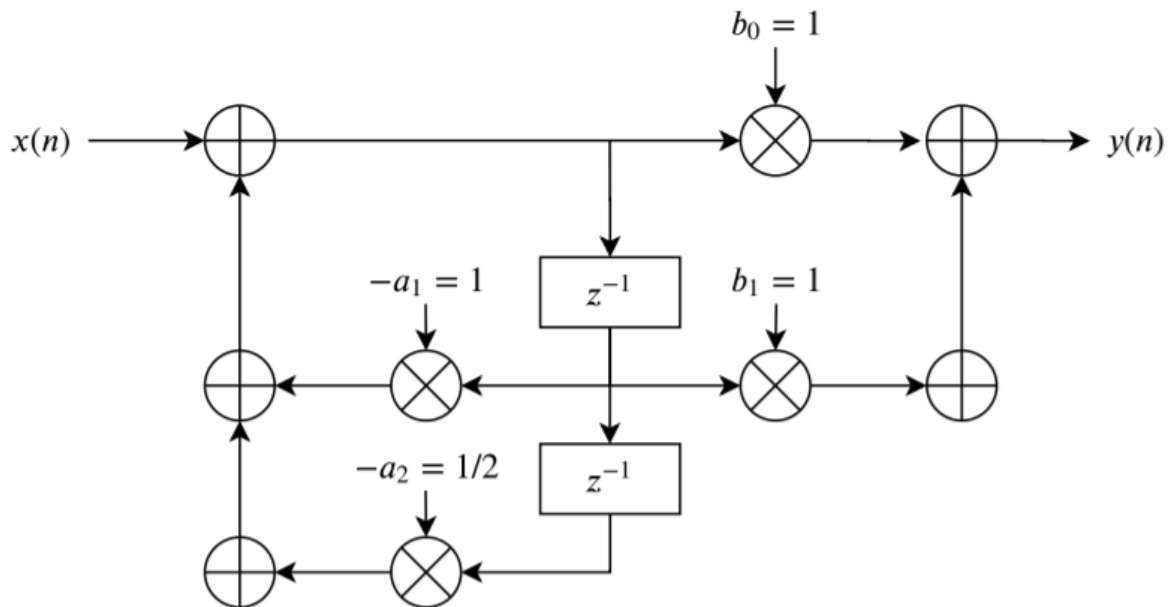 b₀ = 1
x(n)
y(n)
−a₁ = 1
z⁻¹
b₁ = 1
−a₂ = 1/2
z⁻¹